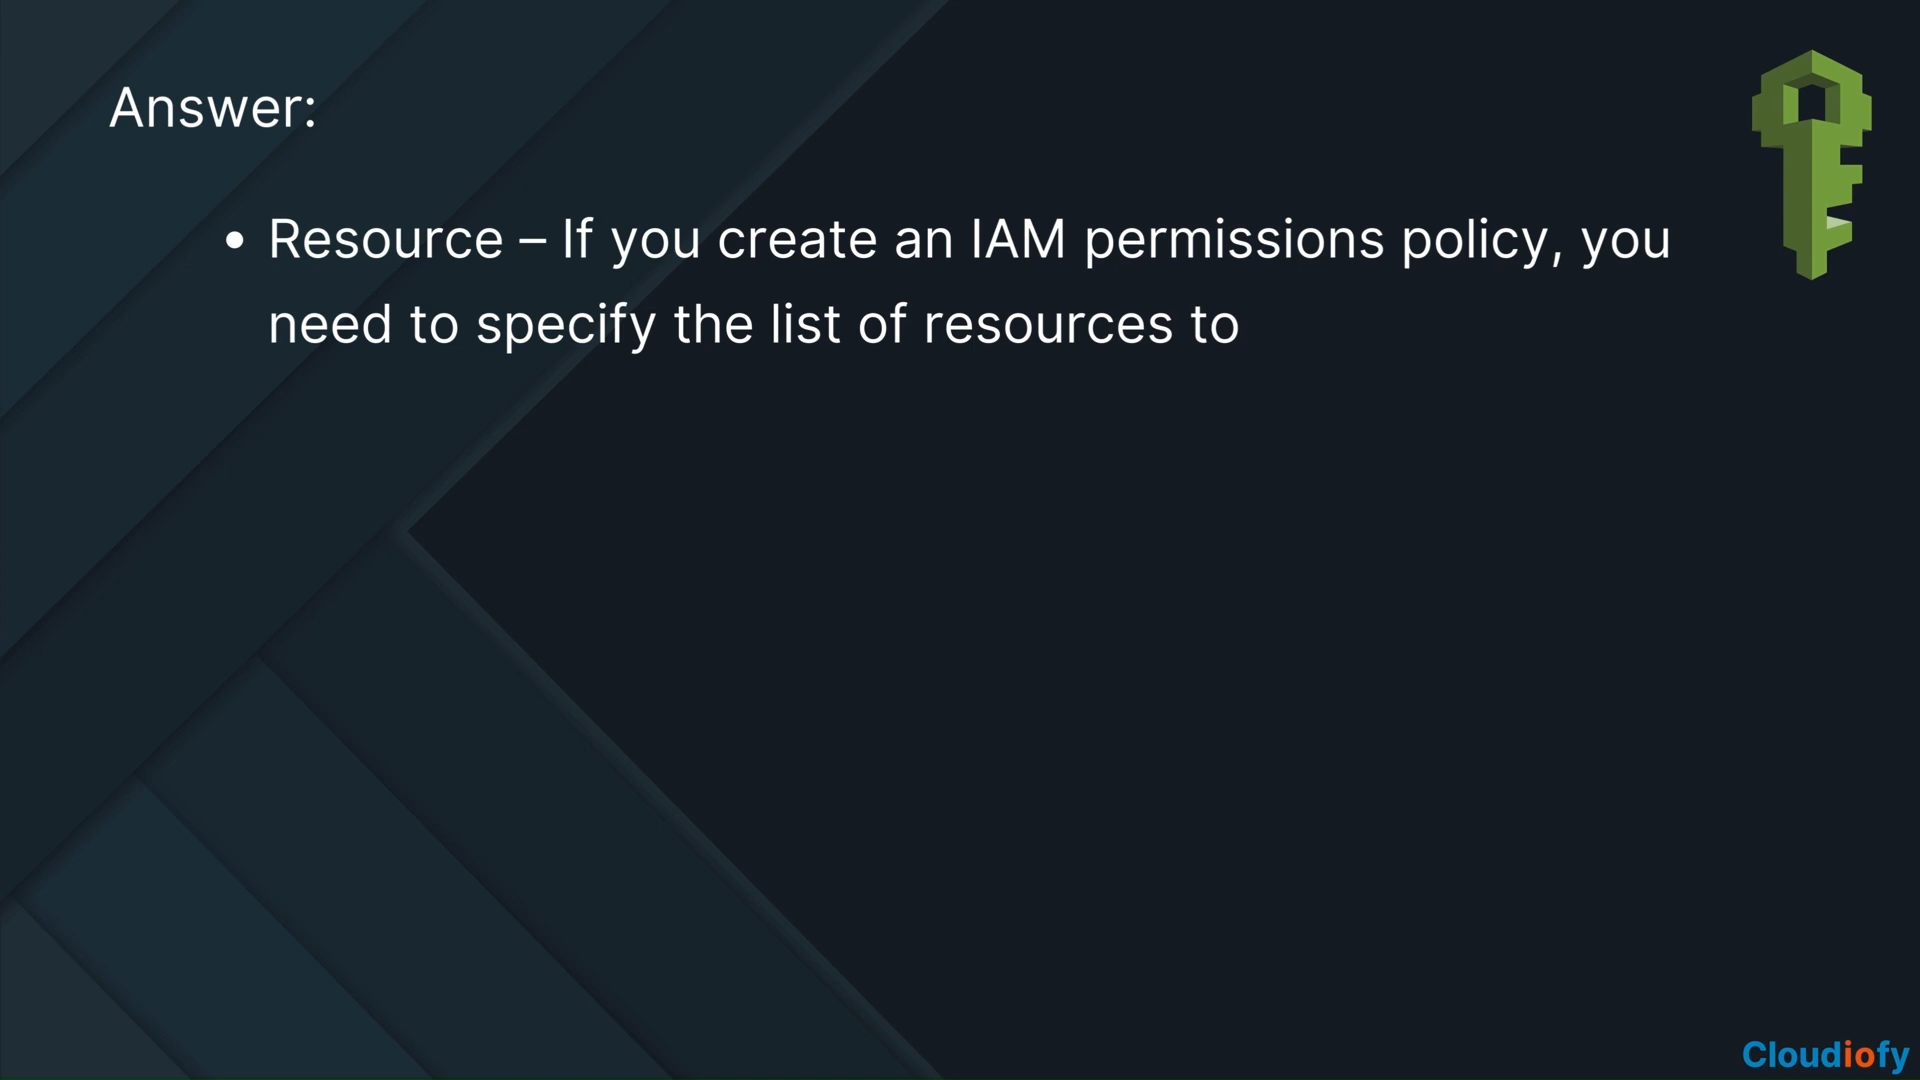 Answer:
• Resource – If you create an IAM permissions policy, you
need to specify the list of resources to
Cloudiofy